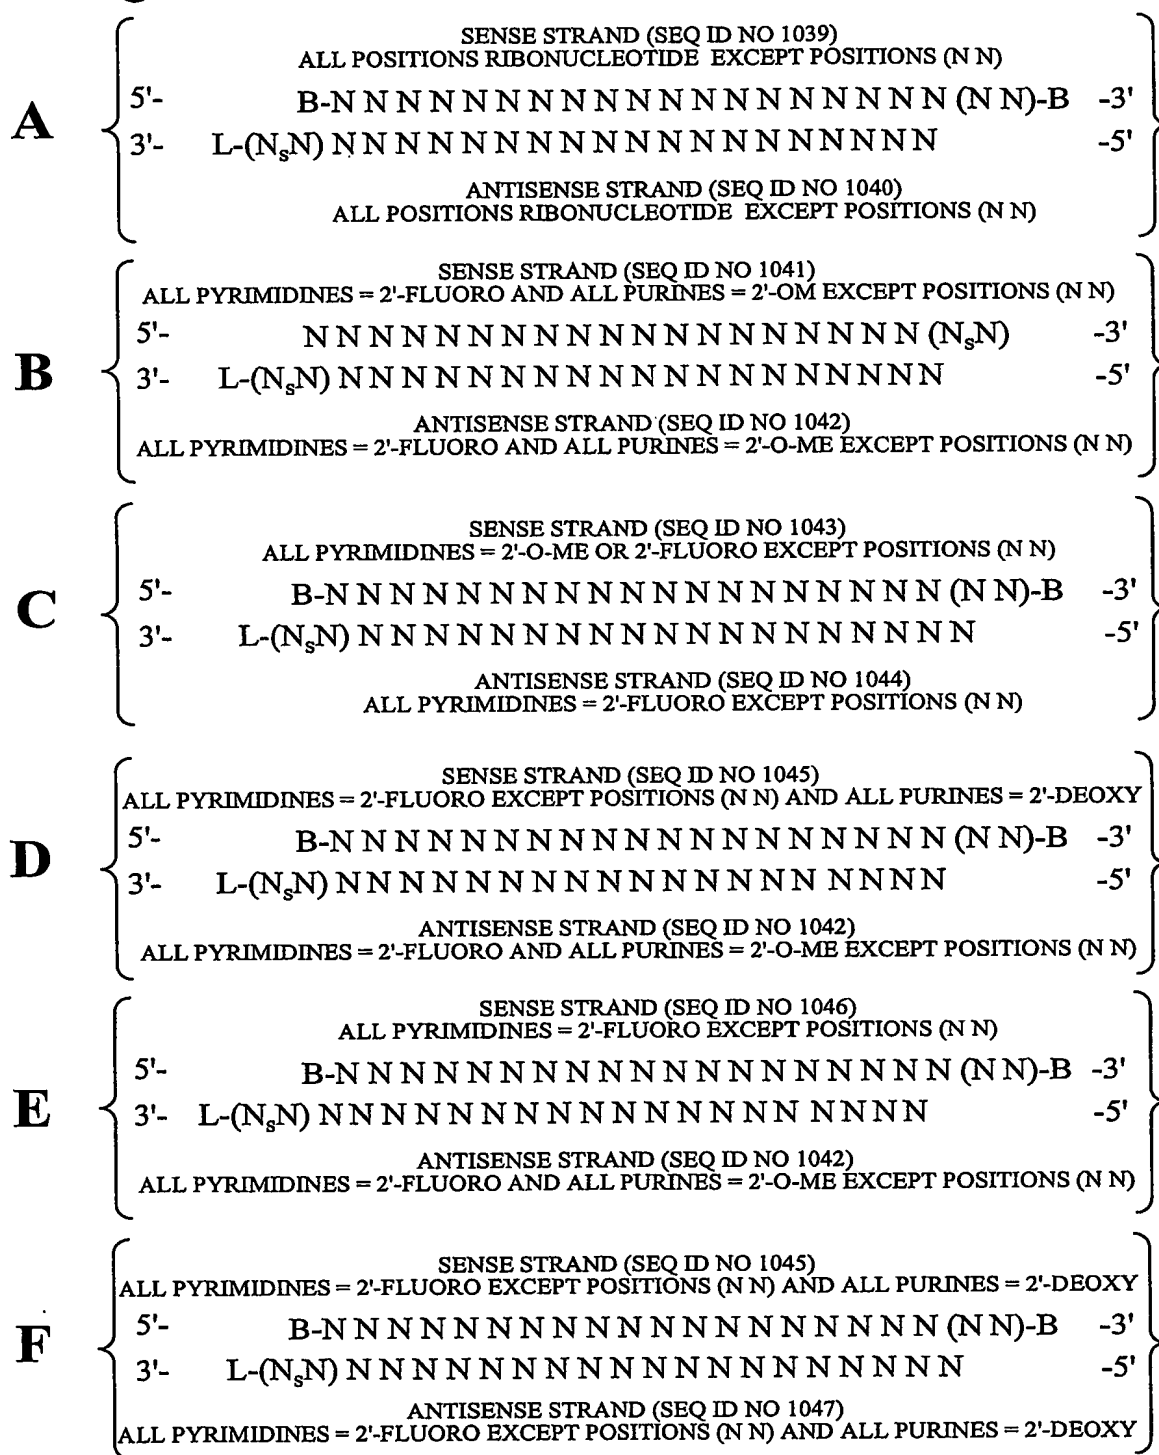 SENSE STRAND (SEQ ID NO 1039)
ALL POSITIONS RIBONUCLEOTIDE EXCEPT POSITIONS (N N)
A
5'- B-N N N N N N N N N N N N N N N N N N N (N N)-B -3'
3'- L-(NsN) N N N N N N N N N N N N N N N N N N N -5'
ANTISENSE STRAND (SEQ ID NO 1040)
ALL POSITIONS RIBONUCLEOTIDE EXCEPT POSITIONS (N N)
SENSE STRAND (SEQ ID NO 1041)
ALL PYRIMIDINES = 2'-FLUORO AND ALL PURINES = 2'-OM EXCEPT POSITIONS (N N)
B
5'- N N N N N N N N N N N N N N N N N N N (NsN) -3'
3'- L-(NsN) N N N N N N N N N N N N N N N N N N N -5'
ANTISENSE STRAND (SEQ ID NO 1042)
ALL PYRIMIDINES = 2'-FLUORO AND ALL PURINES = 2'-O-ME EXCEPT POSITIONS (N N)
SENSE STRAND (SEQ ID NO 1043)
ALL PYRIMIDINES = 2'-O-ME OR 2'-FLUORO EXCEPT POSITIONS (N N)
C
5'- B-N N N N N N N N N N N N N N N N N N N (N N)-B -3'
3'- L-(NsN) N N N N N N N N N N N N N N N N N N N -5'
ANTISENSE STRAND (SEQ ID NO 1044)
ALL PYRIMIDINES = 2'-FLUORO EXCEPT POSITIONS (N N)
SENSE STRAND (SEQ ID NO 1045)
ALL PYRIMIDINES = 2'-FLUORO EXCEPT POSITIONS (N N) AND ALL PURINES = 2'-DEOXY
D
5'- B-N N N N N N N N N N N N N N N N N N N (N N)-B -3'
3'- L-(NsN) N N N N N N N N N N N N N N N N N N N -5'
ANTISENSE STRAND (SEQ ID NO 1042)
ALL PYRIMIDINES = 2'-FLUORO AND ALL PURINES = 2'-O-ME EXCEPT POSITIONS (N N)
SENSE STRAND (SEQ ID NO 1046)
ALL PYRIMIDINES = 2'-FLUORO EXCEPT POSITIONS (N N)
E
5'- B-N N N N N N N N N N N N N N N N N N N (N N)-B -3'
3'- L-(NsN) N N N N N N N N N N N N N N N N N N N -5'
ANTISENSE STRAND (SEQ ID NO 1042)
ALL PYRIMIDINES = 2'-FLUORO AND ALL PURINES = 2'-O-ME EXCEPT POSITIONS (N N)
SENSE STRAND (SEQ ID NO 1045)
ALL PYRIMIDINES = 2'-FLUORO EXCEPT POSITIONS (N N) AND ALL PURINES = 2'-DEOXY
F
5'- B-N N N N N N N N N N N N N N N N N N N (N N)-B -3'
3'- L-(NsN) N N N N N N N N N N N N N N N N N N N -5'
ANTISENSE STRAND (SEQ ID NO 1047)
ALL PYRIMIDINES = 2'-FLUORO EXCEPT POSITIONS (N N) AND ALL PURINES = 2'-DEOXY